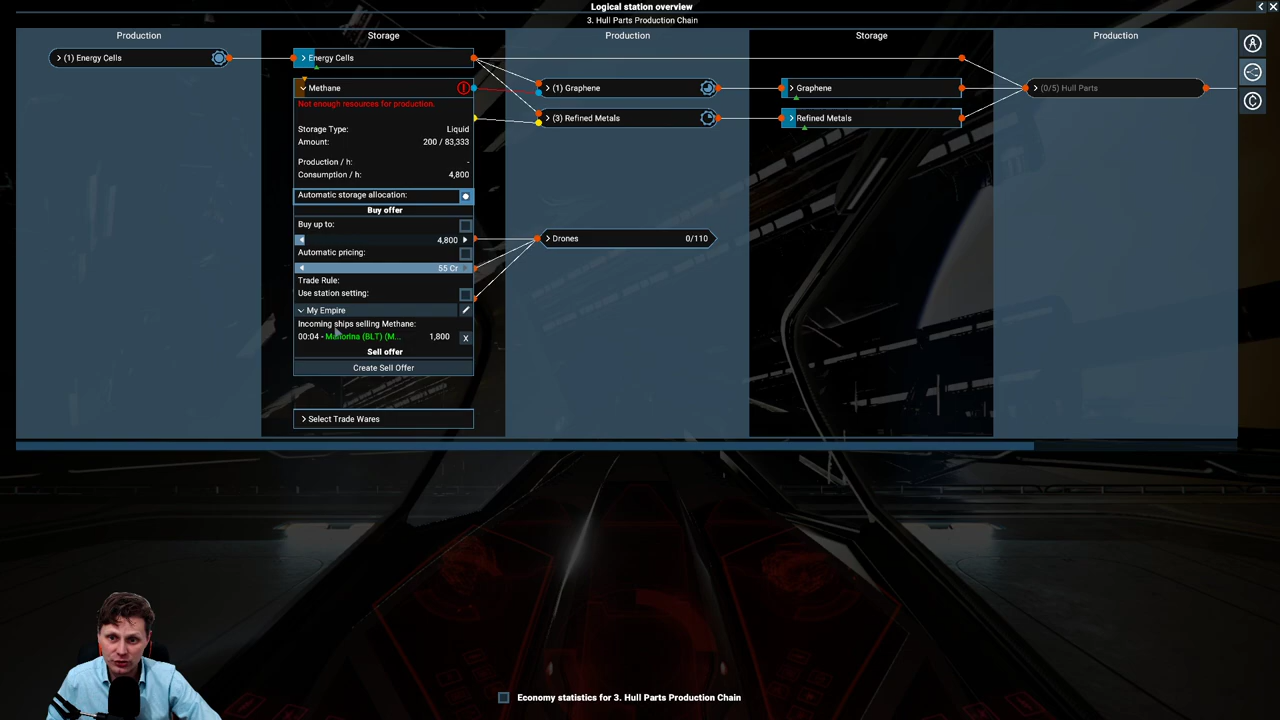 Logical station overview
3. Hull Parts Production Chain
Production
Storage
Production
Storage
Production
(1) Energy Cells
Energy Cells
Methane
(1) Graphene
Graphene
(0/5) Hull Parts
Not enough resources for production.
(3) Refined Metals
Refined Metals
Storage Type: Liquid
Amount: 200 / 83,333
Production / h: -
Consumption / h: 4,800
Automatic storage allocation:
Buy offer
Buy up to:
4,800
Drones 0/110
Automatic pricing:
55 Cr
Trade Rule:
Use station setting:
My Empire
Incoming ships selling Methane:
00:04 - (BLT) (M... 1,800 X
Sell offer
Create Sell Offer
Select Trade Wares
Economy statistics for 3. Hull Parts Production Chain